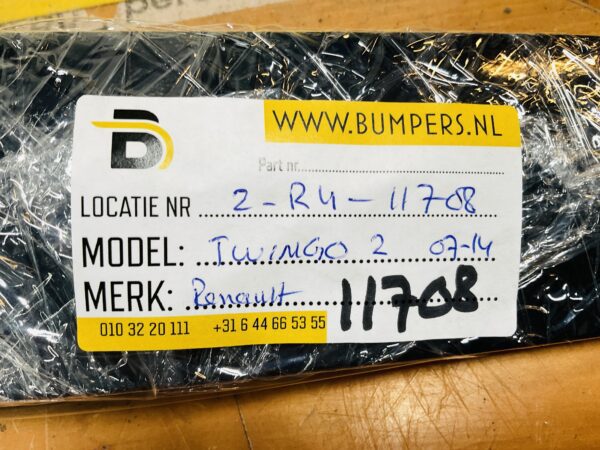 B
WWW.BUMPERS.NL
Part nr.
LOCATIE NR 2-R4-11708
MODEL: TWINGO 2 07-14
MERK: Renault 11708
010 32 20 111 +31 6 44 66 53 55